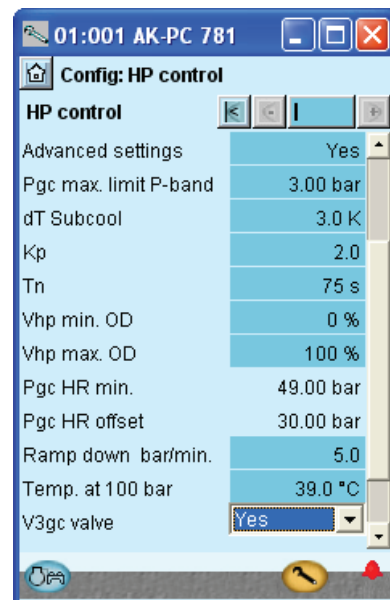 01:001 AK-PC 781
Config: HP control
HP control
Advanced settings Yes
Pgc max. limit P-band 3.00 bar
dT Subcool 3.0 K
Kp 2.0
Tn 75 s
Vhp min. OD 0 %
Vhp max. OD 100 %
Pgc HR min. 49.00 bar
Pgc HR offset 30.00 bar
Ramp down bar/min. 5.0
Temp. at 100 bar 39.0 °C
V3gc valve Yes